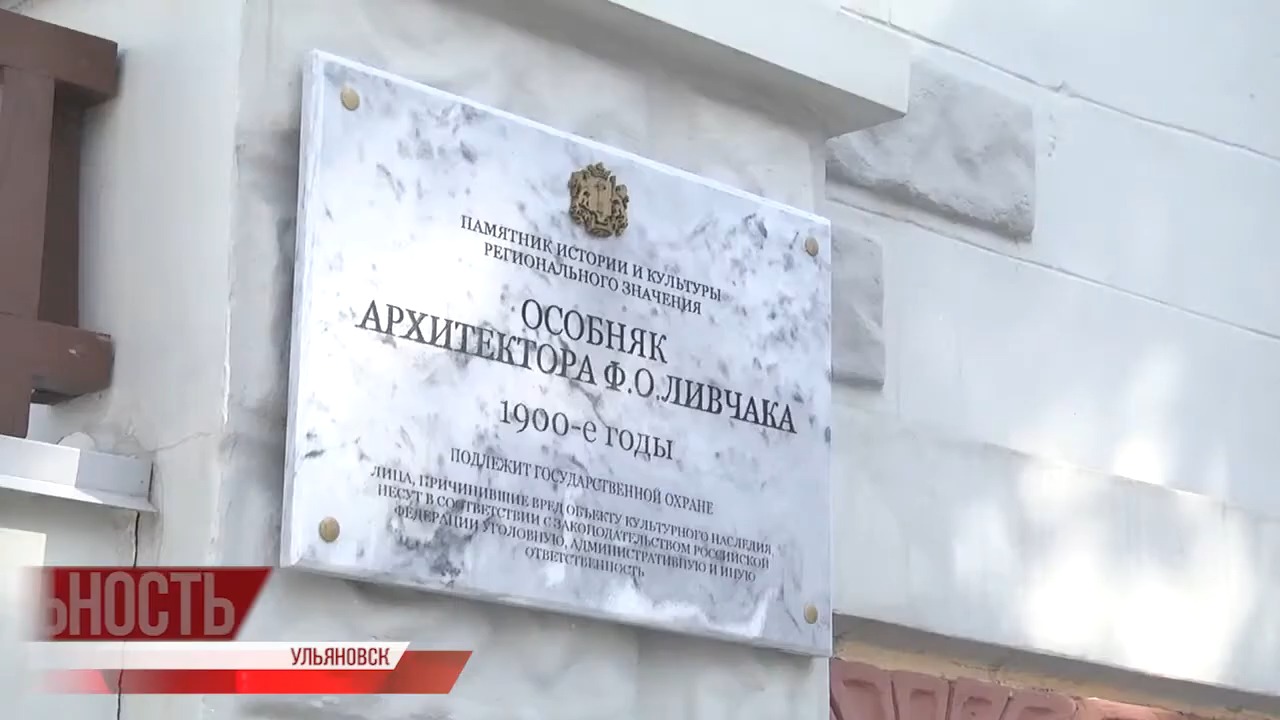 ПАМЯТНИК ИСТОРИИ И КУЛЬТУРЫ
РЕГИОНАЛЬНОГО ЗНАЧЕНИЯ
ОСОБНЯК
АРХИТЕКТОРА Ф.О.ЛИВЧАКА
1900-е ГОДЫ
ПОДЛЕЖИТ ГОСУДАРСТВЕННОЙ ОХРАНЕ
ЛИЦА, ПРИЧИНИВШИЕ ВРЕД ОБЪЕКТУ КУЛЬТУРНОГО НАСЛЕДИЯ,
НЕСУТ В СООТВЕТСТВИИ С ЗАКОНОДАТЕЛЬСТВОМ РОССИЙСКОЙ
ФЕДЕРАЦИИ УГОЛОВНУЮ, АДМИНИСТРАТИВНУЮ И ИНУЮ
ОТВЕТСТВЕННОСТЬ
ЬНОСТЬ
УЛЬЯНОВСК